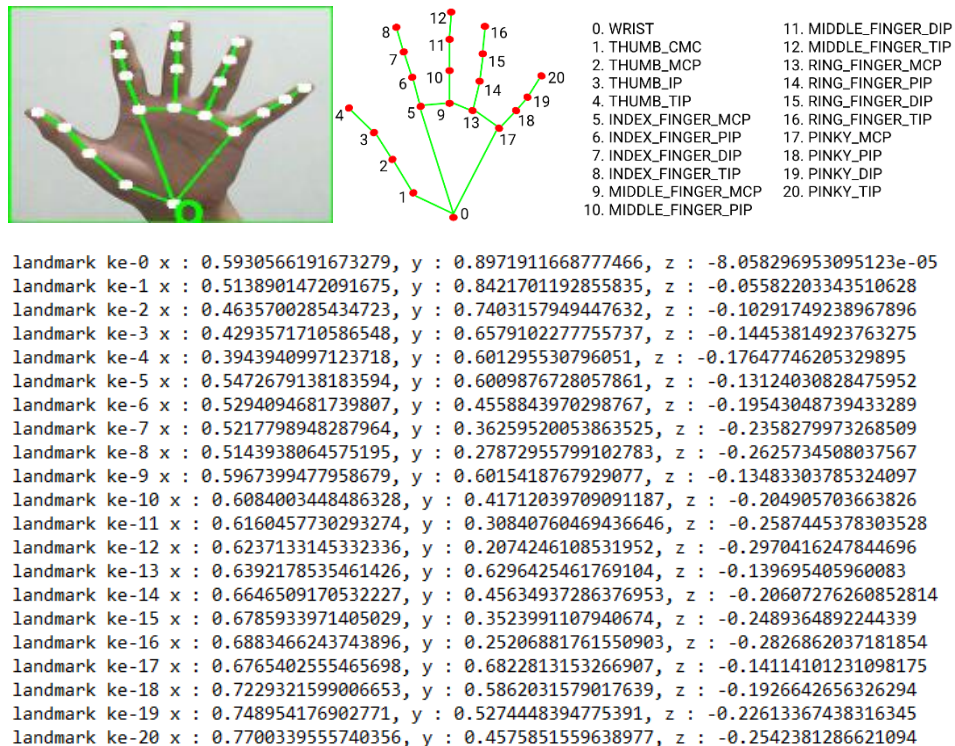 12
8
11
16
7
15
6
10
20
14
4
5
9
13
19
3
18
17
2
1
0
0. WRIST
1. THUMB_CMC
2. THUMB_MCP
3. THUMB_IP
4. THUMB_TIP
5. INDEX_FINGER_MCP
6. INDEX_FINGER_PIP
7. INDEX_FINGER_DIP
8. INDEX_FINGER_TIP
9. MIDDLE_FINGER_MCP
10. MIDDLE_FINGER_PIP
11. MIDDLE_FINGER_DIP
12. MIDDLE_FINGER_TIP
13. RING_FINGER_MCP
14. RING_FINGER_PIP
15. RING_FINGER_DIP
16. RING_FINGER_TIP
17. PINKY_MCP
18. PINKY_PIP
19. PINKY_DIP
20. PINKY_TIP
landmark ke-0 x : 0.5930566191673279, y : 0.8971911668777466, z : -8.058296953095123e-05
landmark ke-1 x : 0.5138901472091675, y : 0.8421701192855835, z : -0.05582203343510628
landmark ke-2 x : 0.4635700285434723, y : 0.7403157949447632, z : -0.10291749238967896
landmark ke-3 x : 0.4293571710586548, y : 0.6579102277755737, z : -0.14453814923763275
landmark ke-4 x : 0.3943940997123718, y : 0.601295530796051, z : -0.17647746205329895
landmark ke-5 x : 0.5472679138183594, y : 0.6009876728057861, z : -0.13124030828475952
landmark ke-6 x : 0.5294094681739807, y : 0.4558843970298767, z : -0.19543048739433289
landmark ke-7 x : 0.5217798948287964, y : 0.36259520053863525, z : -0.2358279973268509
landmark ke-8 x : 0.5143938064575195, y : 0.27872955799102783, z : -0.2625734508037567
landmark ke-9 x : 0.5967399477958679, y : 0.6015418767929077, z : -0.13483303785324097
landmark ke-10 x : 0.6084003448486328, y : 0.41712039709091187, z : -0.204905703663826
landmark ke-11 x : 0.6160457730293274, y : 0.30840760469436646, z : -0.2587445378303528
landmark ke-12 x : 0.6237133145332336, y : 0.2074246108531952, z : -0.2970416247844696
landmark ke-13 x : 0.6392178535461426, y : 0.6296425461769104, z : -0.139695405960083
landmark ke-14 x : 0.6646509170532227, y : 0.45634937286376953, z : -0.20607276260852814
landmark ke-15 x : 0.6785933971405029, y : 0.3523991107940674, z : -0.2489364892244339
landmark ke-16 x : 0.6883466243743896, y : 0.25206881761550903, z : -0.2826862037181854
landmark ke-17 x : 0.6765402555465698, y : 0.6822813153266907, z : -0.14114101231098175
landmark ke-18 x : 0.7229321599006653, y : 0.5862031579017639, z : -0.1926642656326294
landmark ke-19 x : 0.748954176902771, y : 0.5274448394775391, z : -0.22613367438316345
landmark ke-20 x : 0.7700339555740356, y : 0.4575851559638977, z : -0.2542381286621094